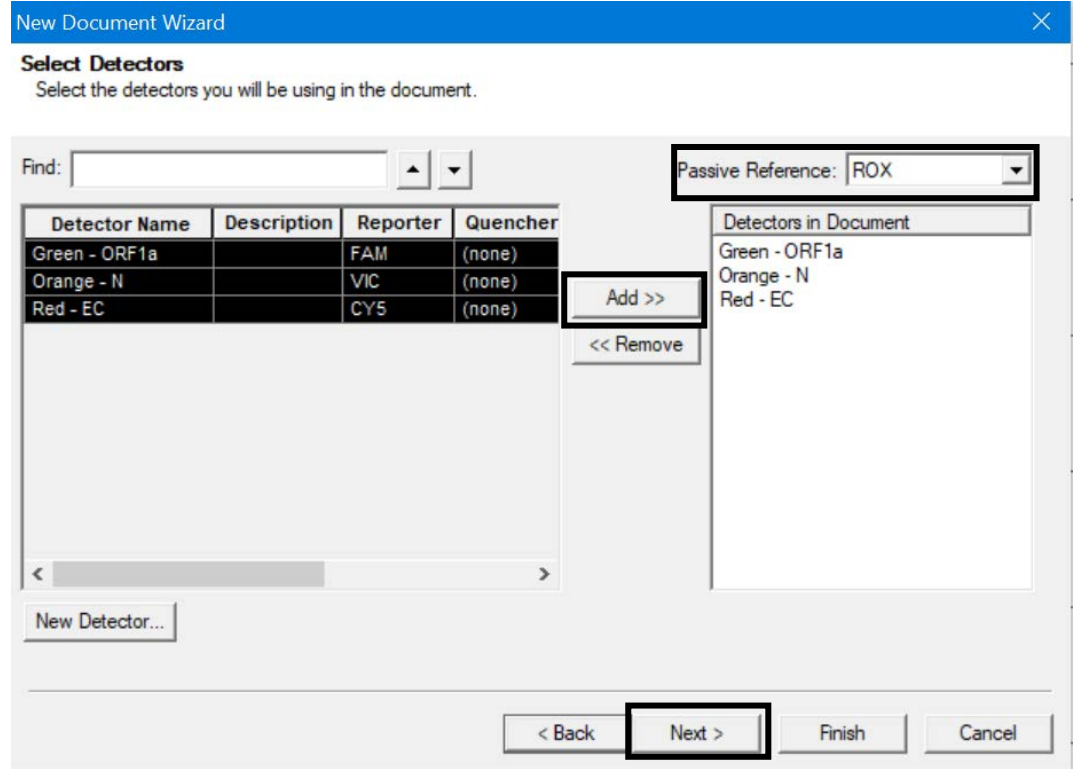 New Document Wizard
Select Detectors
Select the detectors you will be using in the document.
Find:
Passive Reference: ROX
Detector Name Description Reporter Quencher
Green - ORF1a FAM (none)
Orange - N VIC (none)
Red - EC CY5 (none)
Add >>
<< Remove
Detectors in Document
Green - ORF1a
Orange - N
Red - EC
New Detector...
< Back Next > Finish Cancel